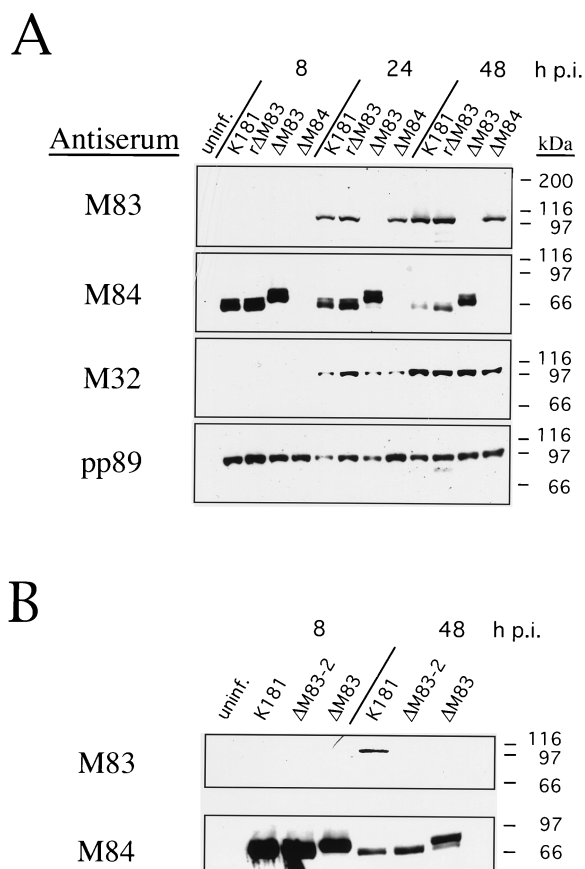 A
8 24 48 h p.i.
uninf. K181 rΔM83 ΔM83 ΔM84 K181 rΔM83 ΔM83 ΔM84 K181 rΔM83 ΔM83 ΔM84
Antiserum kDa
M83 200 116 97
M84 116 97 66
M32 116 97 66
pp89 116 97 66
B
8 48 h p.i.
uninf. K181 ΔM83-2 ΔM83 K181 ΔM83-2 ΔM83
M83 116 97 66
M84 97 66